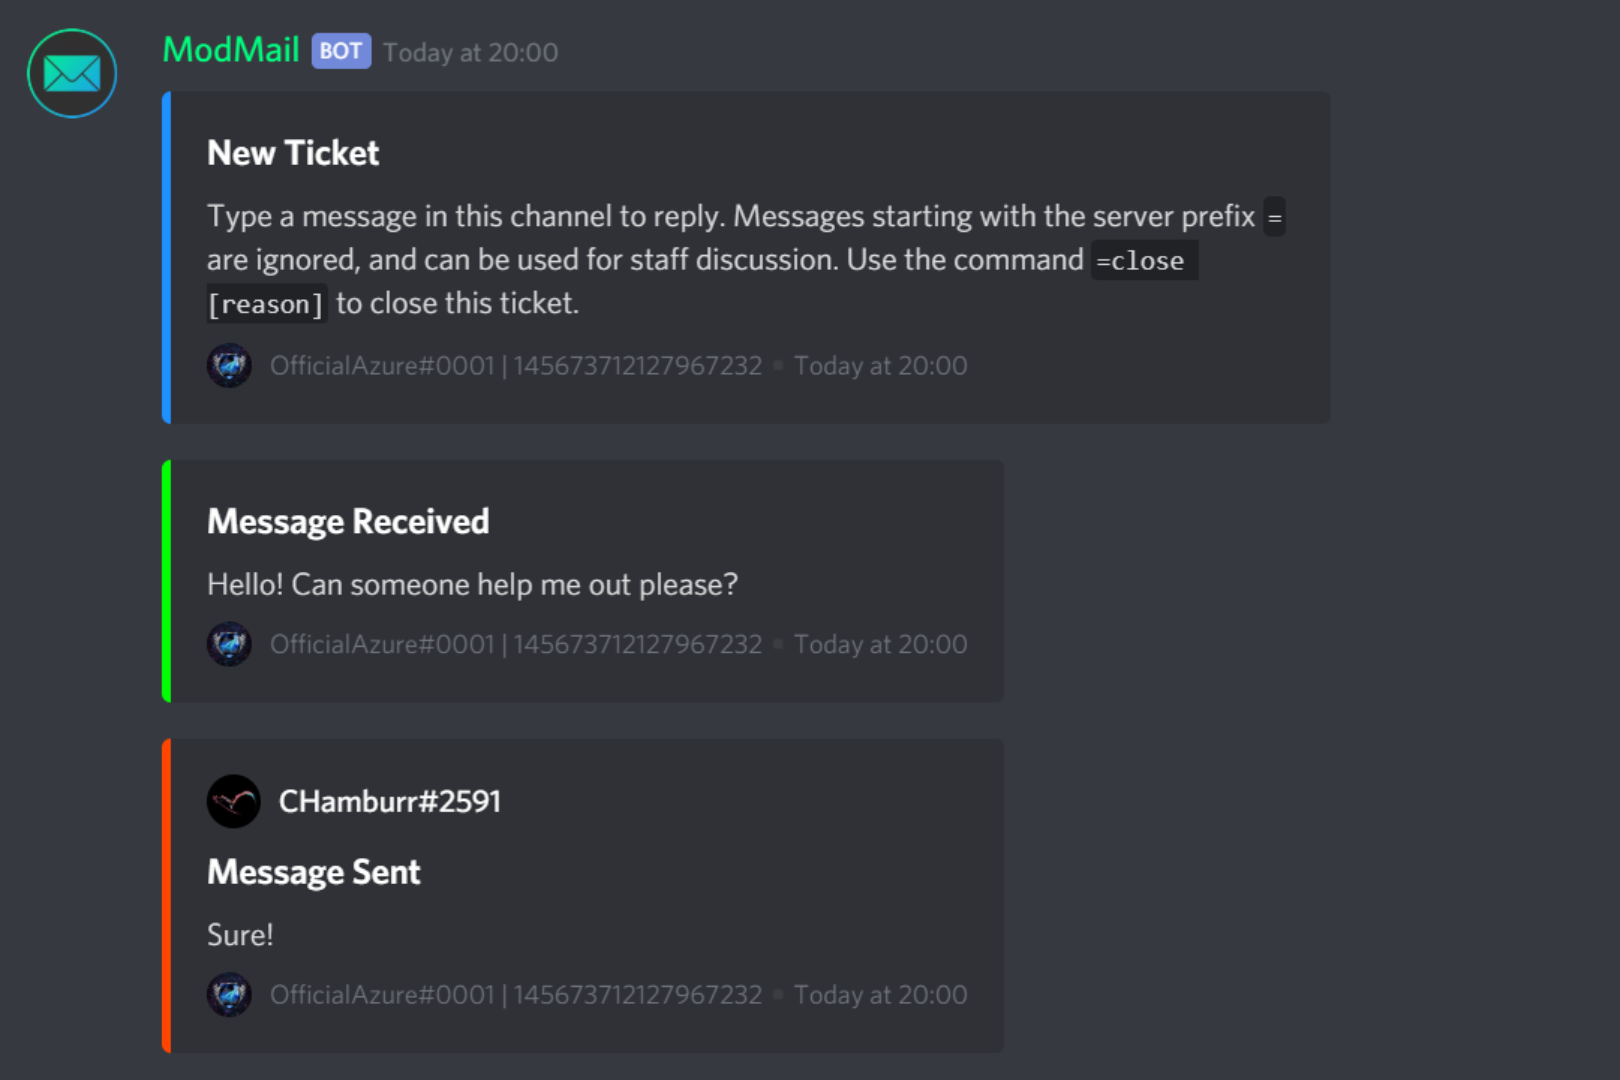 ModMail BOT Today at 20:00
New Ticket
Type a message in this channel to reply. Messages starting with the server prefix =
are ignored, and can be used for staff discussion. Use the command =close
[reason] to close this ticket.
OfficialAzure#0001 | 145673712127967232 ▪ Today at 20:00
Message Received
Hello! Can someone help me out please?
OfficialAzure#0001 | 145673712127967232 ▪ Today at 20:00
CHamburr#2591
Message Sent
Sure!
OfficialAzure#0001 | 145673712127967232 ▪ Today at 20:00